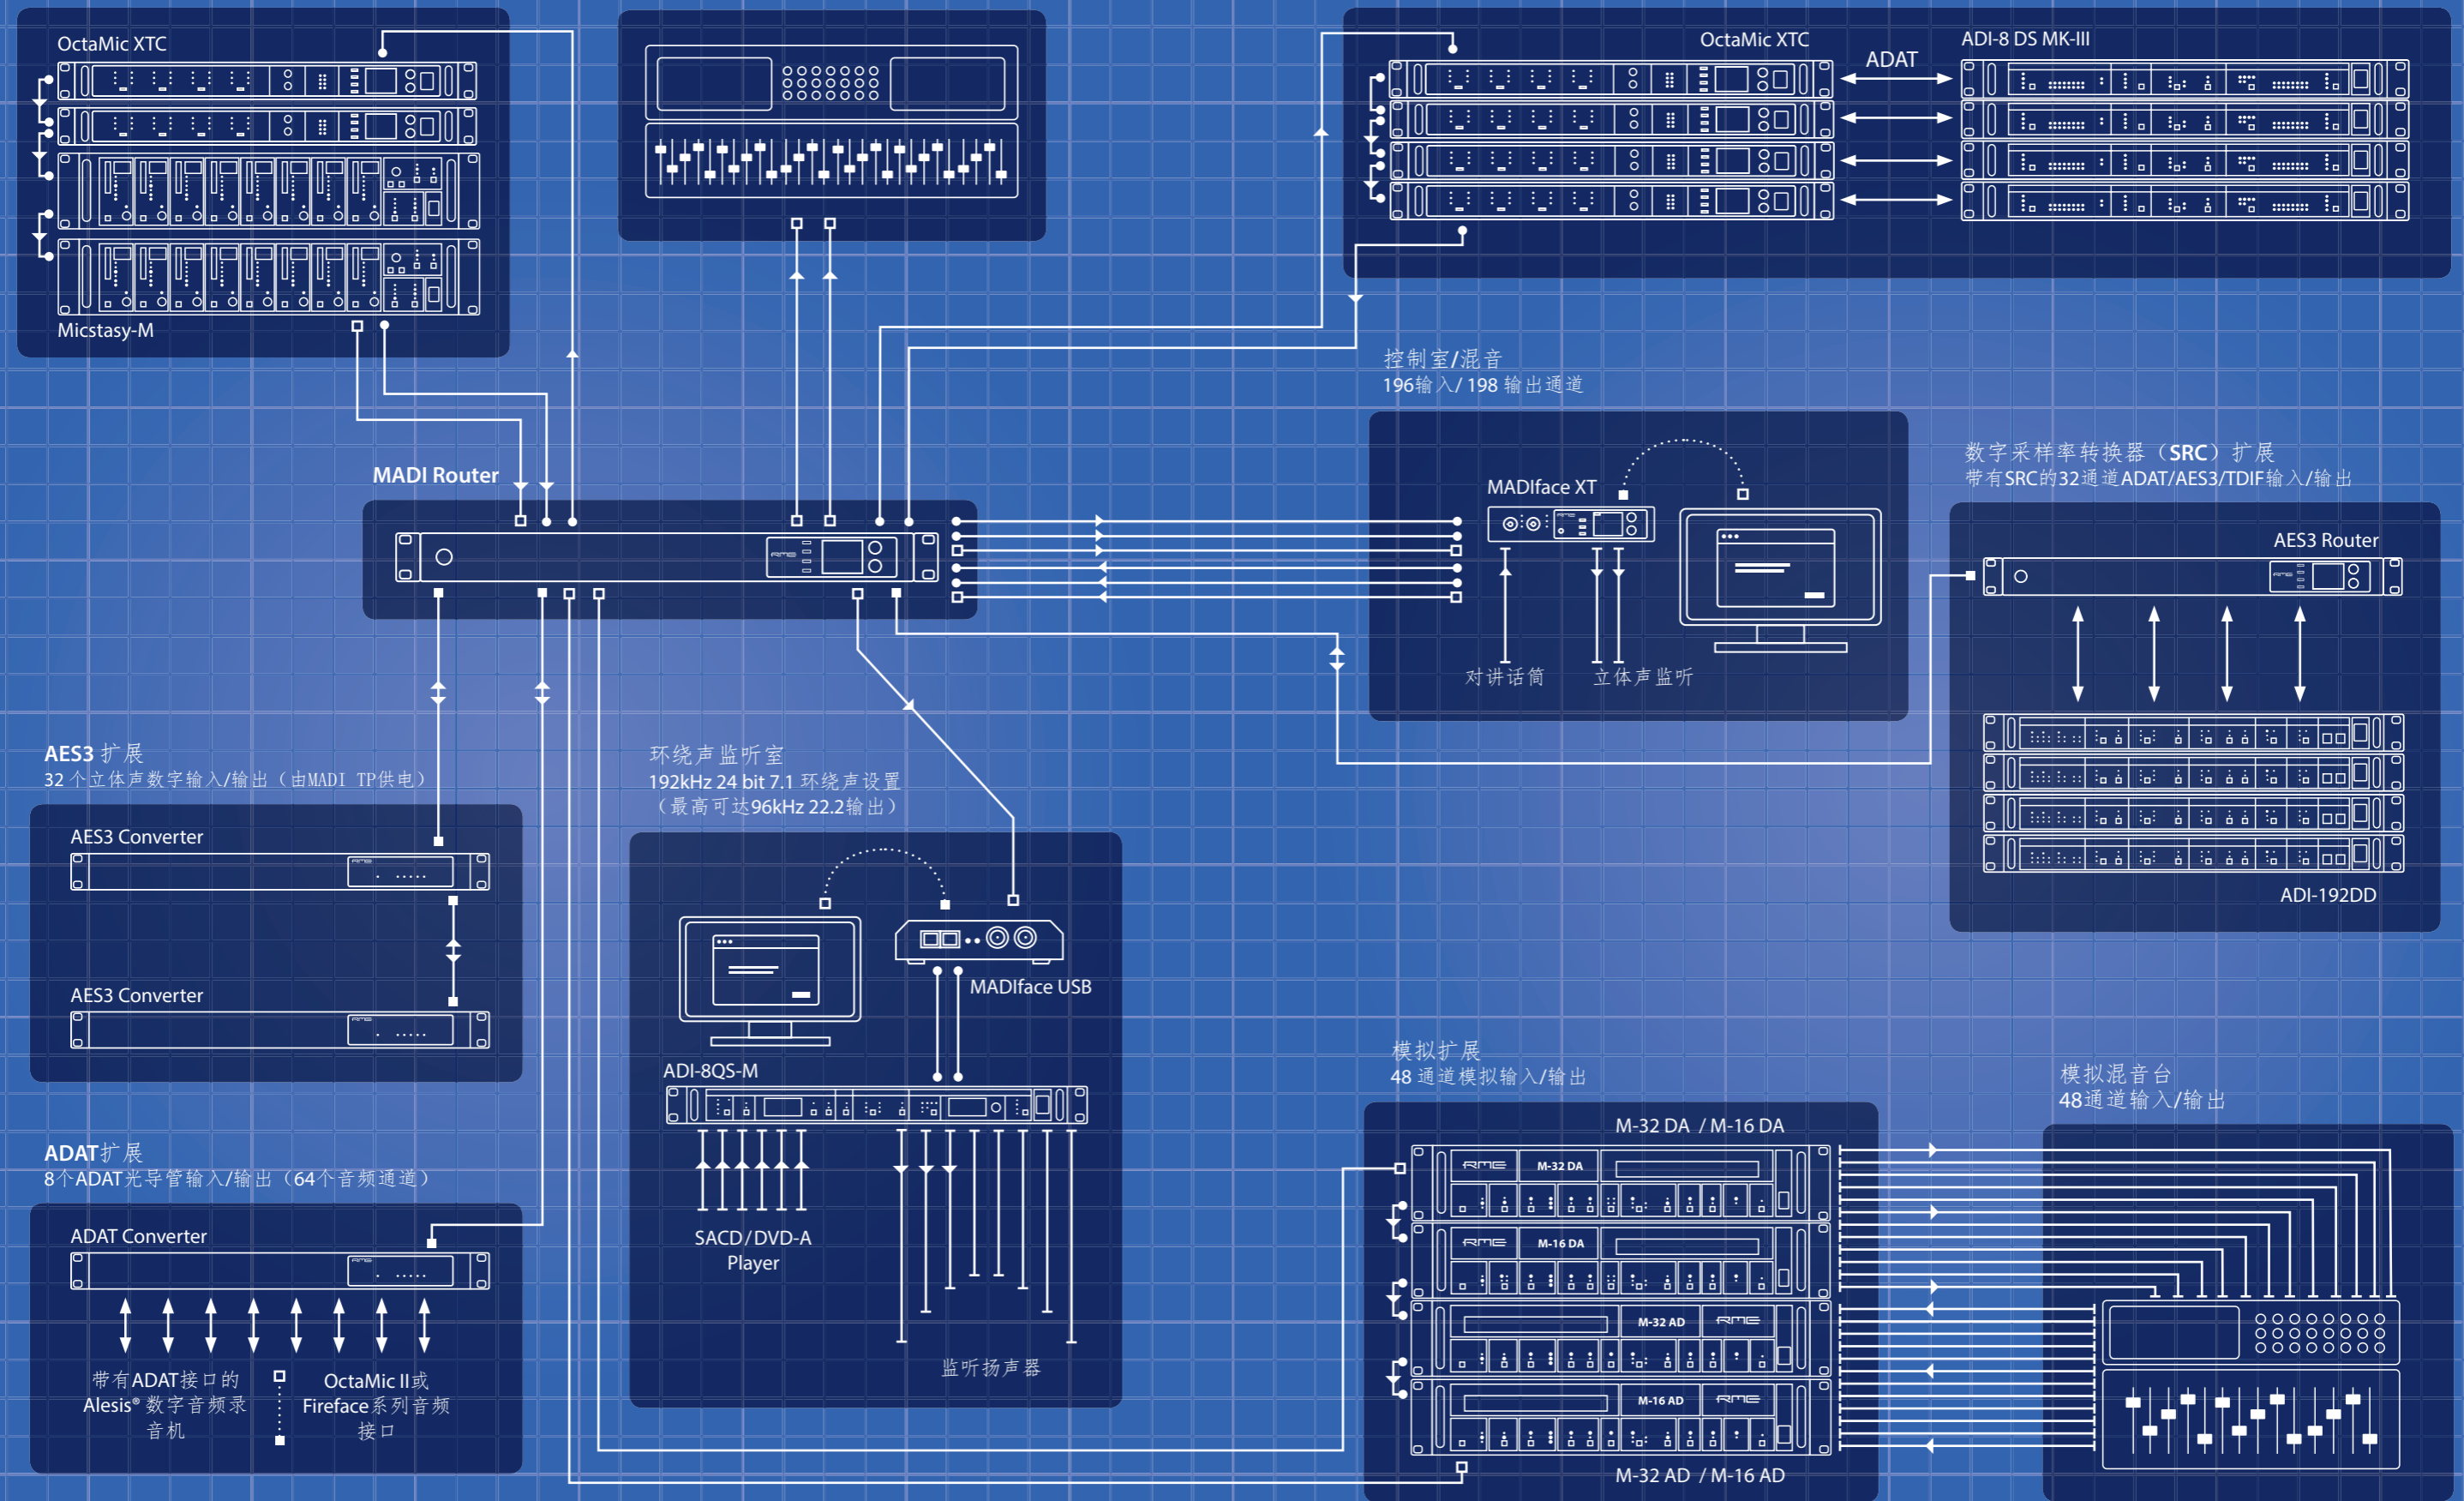 OctaMic XTC
Micstasy-M
OctaMic XTC
ADAT
ADI-8 DS MK-III
控制室/混音
196输入/ 198 输出通道
MADIface XT
对讲话筒
立体声监听
数字采样率转换器（SRC）扩展
带有SRC的32通道ADAT/AES3/TDIF输入/输出
AES3 Router
RME
ADI-192DD
MADI Router
RME
AES3 扩展
32 个立体声数字输入/输出（由MADI TP供电）
AES3 Converter
RME
AES3 Converter
RME
环绕声监听室
192kHz 24 bit 7.1 环绕声设置
（最高可达96kHz 22.2输出）
MADIface USB
ADI-8QS-M
SACD/DVD-A
Player
监听扬声器
ADAT扩展
8个ADAT光导管输入/输出（64个音频通道）
ADAT Converter
RME
带有ADAT接口的
Alesis® 数字音频录
音机
OctaMic II或
Fireface系列音频
接口
模拟扩展
48 通道模拟输入/输出
M-32 DA / M-16 DA
RME M-32 DA
RME M-16 DA
M-32 AD RME
M-16 AD RME
M-32 AD / M-16 AD
模拟混音台
48通道输入/输出